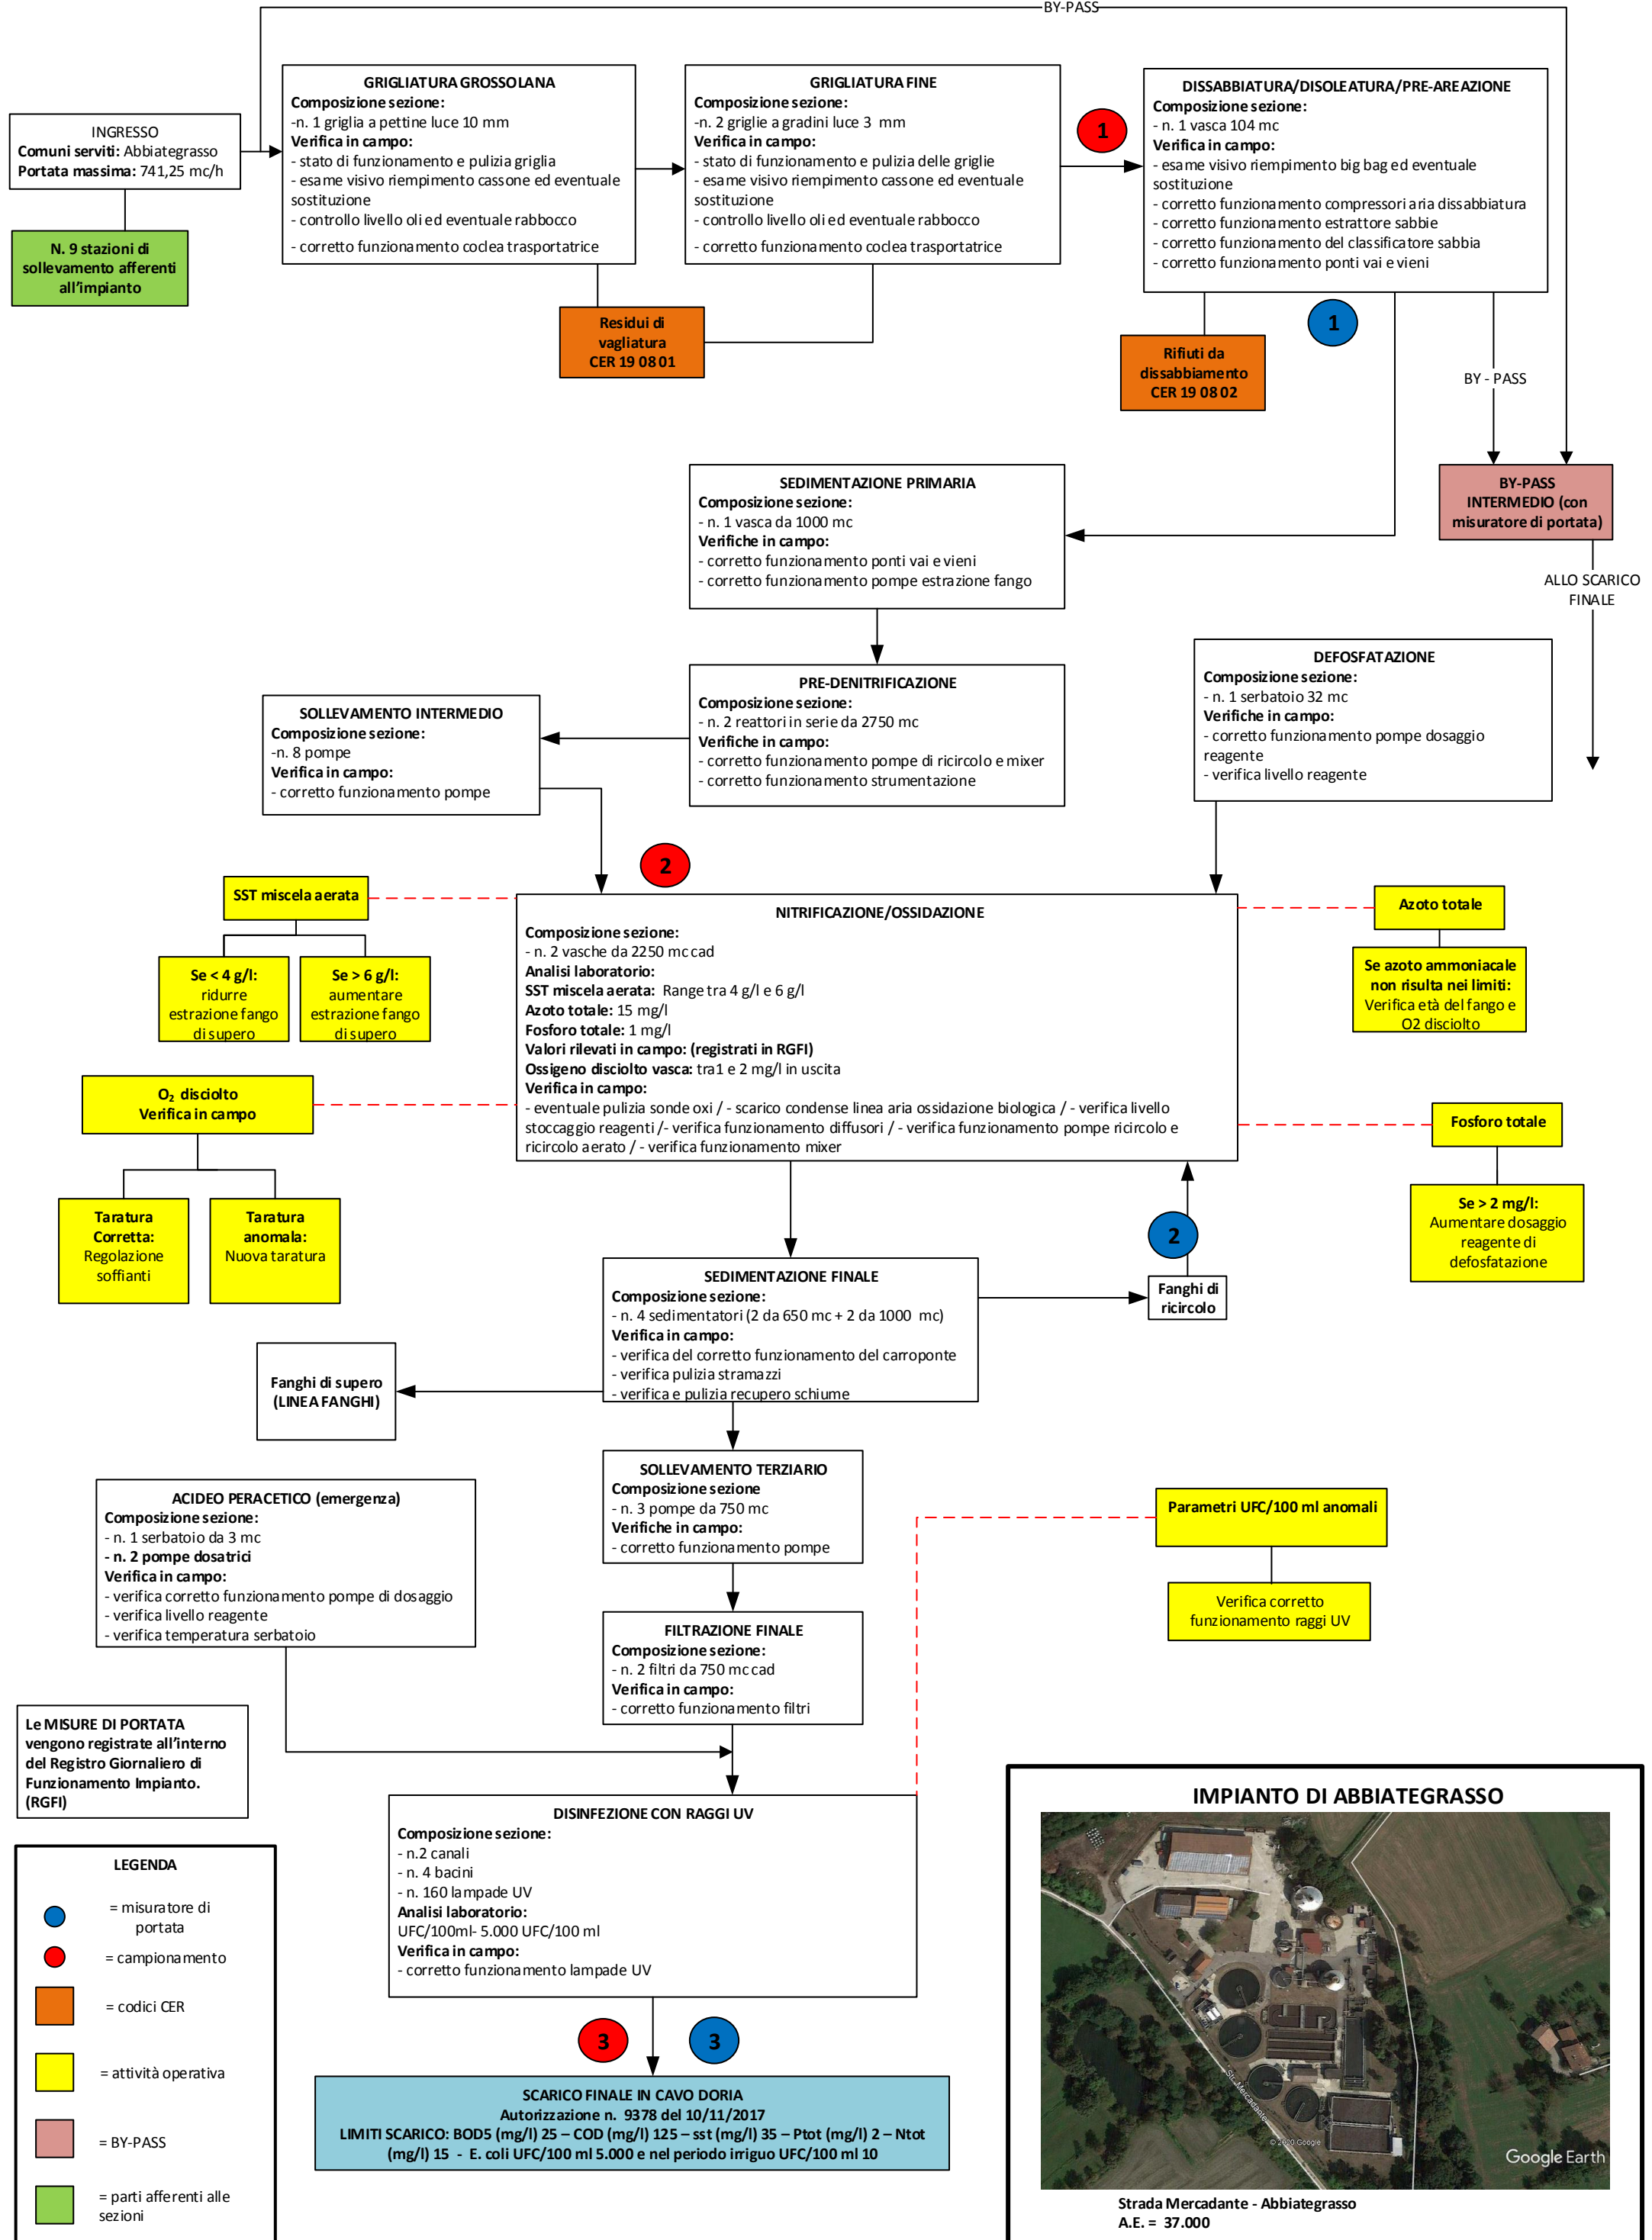 BY-PASS
INGRESSO
Comuni serviti: Abbiategrasso
Portata massima: 741,25 mc/h
N. 9 stazioni di
sollevamento afferenti
all'impianto
GRIGLIATURA GROSSOLANA
Composizione sezione:
-n. 1 griglia a pettine luce 10 mm
Verifica in campo:
- stato di funzionamento e pulizia griglia
- esame visivo riempimento cassone ed eventuale
sostituzione
- controllo livello oli ed eventuale rabbocco
- corretto funzionamento coclea trasportatrice
GRIGLIATURA FINE
Composizione sezione:
-n. 2 griglie a gradini luce 3 mm
Verifica in campo:
- stato di funzionamento e pulizia delle griglie
- esame visivo riempimento cassone ed eventuale
sostituzione
- controllo livello oli ed eventuale rabbocco
- corretto funzionamento coclea trasportatrice
1
DISSABBIATURA/DISOLEATURA/PRE-AREAZIONE
Composizione sezione:
- n. 1 vasca 104 mc
Verifica in campo:
- esame visivo riempimento big bag ed eventuale
sostituzione
- corretto funzionamento compressori aria dissabbiatura
- corretto funzionamento estrattore sabbie
- corretto funzionamento del classificatore sabbia
- corretto funzionamento ponti vai e vieni
Residui di
vagliatura
CER 19 08 01
1
Rifiuti da
dissabbiamento
CER 19 08 02
BY - PASS
SEDIMENTAZIONE PRIMARIA
Composizione sezione:
- n. 1 vasca da 1000 mc
Verifiche in campo:
- corretto funzionamento ponti vai e vieni
- corretto funzionamento pompe estrazione fango
BY-PASS
INTERMEDIO (con
misuratore di portata)
ALLO SCARICO
FINALE
SOLLEVAMENTO INTERMEDIO
Composizione sezione:
-n. 8 pompe
Verifica in campo:
- corretto funzionamento pompe
PRE-DENITRIFICAZIONE
Composizione sezione:
- n. 2 reattori in serie da 2750 mc
Verifiche in campo:
- corretto funzionamento pompe di ricircolo e mixer
- corretto funzionamento strumentazione
DEFOSFATAZIONE
Composizione sezione:
- n. 1 serbatoio 32 mc
Verifiche in campo:
- corretto funzionamento pompe dosaggio
reagente
- verifica livello reagente
2
SST miscela aerata
Se < 4 g/l:
ridurre
estrazione fango
di supero
Se > 6 g/l:
aumentare
estrazione fango
di supero
NITRIFICAZIONE/OSSIDAZIONE
Composizione sezione:
- n. 2 vasche da 2250 mc cad
Analisi laboratorio:
SST miscela aerata: Range tra 4 g/l e 6 g/l
Azoto totale: 15 mg/l
Fosforo totale: 1 mg/l
Valori rilevati in campo: (registrati in RGFI)
Ossigeno disciolto vasca: tra1 e 2 mg/l in uscita
Verifica in campo:
- eventuale pulizia sonde oxi / - scarico condense linea aria ossidazione biologica / - verifica livello
stoccaggio reagenti /- verifica funzionamento diffusori / - verifica funzionamento pompe ricircolo e
ricircolo aerato / - verifica funzionamento mixer
Azoto totale
Se azoto ammoniacale
non risulta nei limiti:
Verifica età del fango e
O2 disciolto
O₂ disciolto
Verifica in campo
Taratura
Corretta:
Regolazione
soffianti
Taratura
anomala:
Nuova taratura
Fosforo totale
Se > 2 mg/l:
Aumentare dosaggio
reagente di
defosfatazione
2
Fanghi di
ricircolo
SEDIMENTAZIONE FINALE
Composizione sezione:
- n. 4 sedimentatori (2 da 650 mc + 2 da 1000 mc)
Verifica in campo:
- verifica del corretto funzionamento del carroponte
- verifica pulizia stramazzi
- verifica e pulizia recupero schiume
Fanghi di supero
(LINEA FANGHI)
SOLLEVAMENTO TERZIARIO
Composizione sezione
- n. 3 pompe da 750 mc
Verifiche in campo:
- corretto funzionamento pompe
ACIDEO PERACETICO (emergenza)
Composizione sezione:
- n. 1 serbatoio da 3 mc
- n. 2 pompe dosatrici
Verifica in campo:
- verifica corretto funzionamento pompe di dosaggio
- verifica livello reagente
- verifica temperatura serbatoio
Parametri UFC/100 ml anomali
Verifica corretto
funzionamento raggi UV
FILTRAZIONE FINALE
Composizione sezione:
- n. 2 filtri da 750 mc cad
Verifica in campo:
- corretto funzionamento filtri
Le MISURE DI PORTATA
vengono registrate all'interno
del Registro Giornaliero di
Funzionamento Impianto.
(RGFI)
DISINFEZIONE CON RAGGI UV
Composizione sezione:
- n.2 canali
- n. 4 bacini
- n. 160 lampade UV
Analisi laboratorio:
UFC/100ml- 5.000 UFC/100 ml
Verifica in campo:
- corretto funzionamento lampade UV
3
3
SCARICO FINALE IN CAVO DORIA
Autorizzazione n. 9378 del 10/11/2017
LIMITI SCARICO: BOD5 (mg/l) 25 – COD (mg/l) 125 – sst (mg/l) 35 – Ptot (mg/l) 2 – Ntot
(mg/l) 15 - E. coli UFC/100 ml 5.000 e nel periodo irriguo UFC/100 ml 10
LEGENDA
= misuratore di
portata
= campionamento
= codici CER
= attività operativa
= BY-PASS
= parti afferenti alle
sezioni
IMPIANTO DI ABBIATEGRASSO
Str. Mercadante
© 2020 Google
Google Earth
Strada Mercadante - Abbiategrasso
A.E. = 37.000